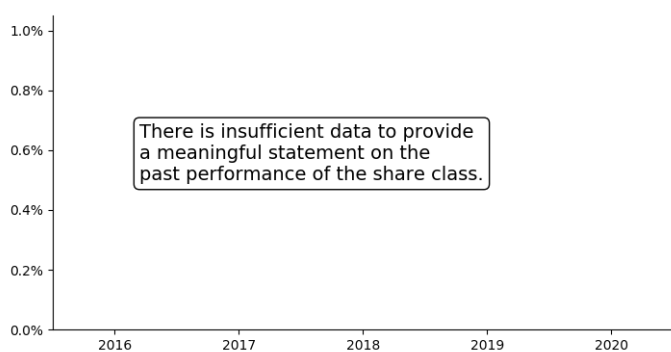 1.0%
0.8%
There is insufficient data to provide
a meaningful statement on the
past performance of the share class.
0.6%
0.4%
0.2%
0.0%
2016 2017 2018 2019 2020